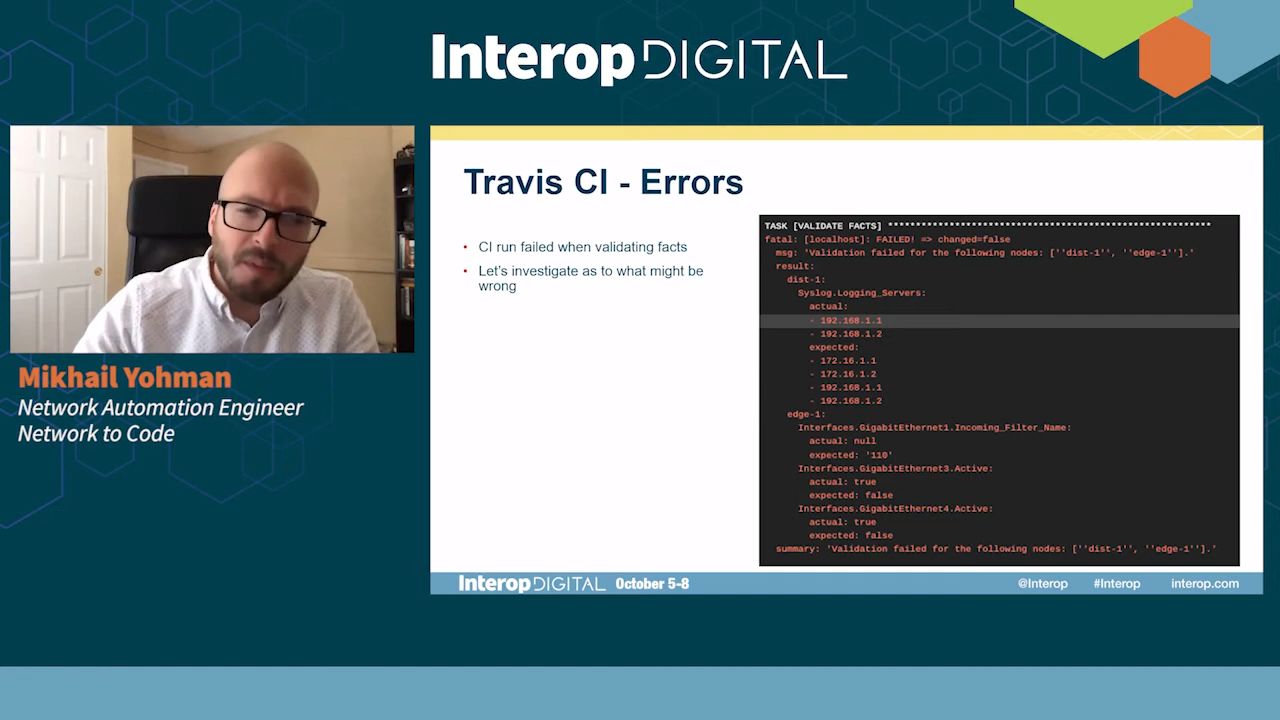 Interop DIGITAL
Mikhail Yohman
Network Automation Engineer
Network to Code
Travis CI - Errors
• CI run failed when validating facts
• Let's investigate as to what might be
wrong
TASK [VALIDATE FACTS] *********************************************************
fatal: [localhost]: FAILED! => changed=false
msg: 'Validation failed for the following nodes: [''dist-1'', ''edge-1''].'
result:
dist-1:
Syslog.Logging_Servers:
actual:
- 192.168.1.1
- 192.168.1.2
expected:
- 172.16.1.1
- 172.16.1.2
- 192.168.1.1
- 192.168.1.2
edge-1:
Interfaces.GigabitEthernet1.Incoming_Filter_Name:
actual: null
expected: '110'
Interfaces.GigabitEthernet3.Active:
actual: true
expected: false
Interfaces.GigabitEthernet4.Active:
actual: true
expected: false
summary: 'Validation failed for the following nodes: [''dist-1'', ''edge-1''].'
Interop DIGITAL October 5-8
@Interop #Interop interop.com